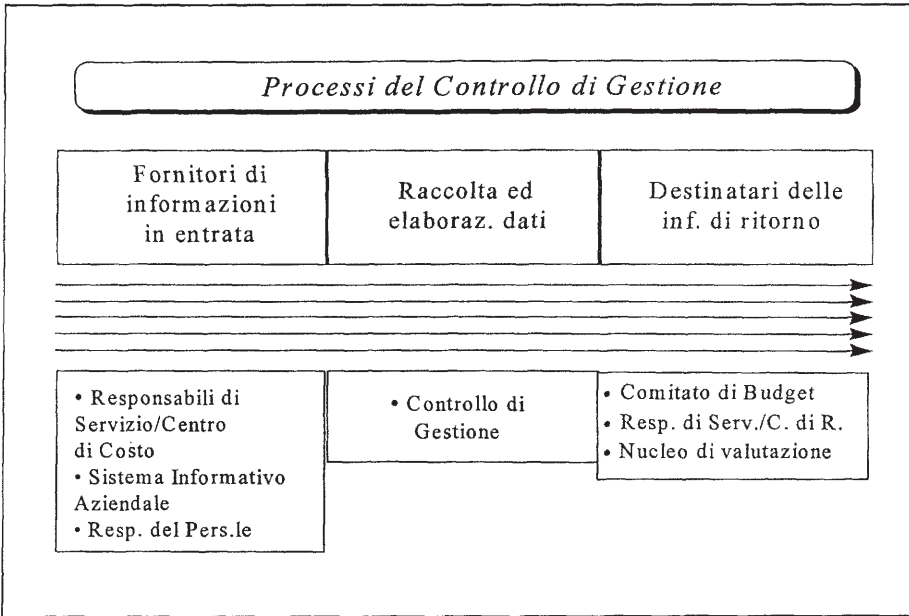 Processi del Controllo di Gestione
Fornitori di
informazioni
in entrata
Raccolta ed
elaboraz. dati
Destinatari delle
inf. di ritorno
• Responsabili di
Servizio/Centro
di Costo
• Sistema Informativo
Aziendale
• Resp. del Pers.le
• Controllo di
Gestione
• Comitato di Budget
• Resp. di Serv./C. di R.
• Nucleo di valutazione